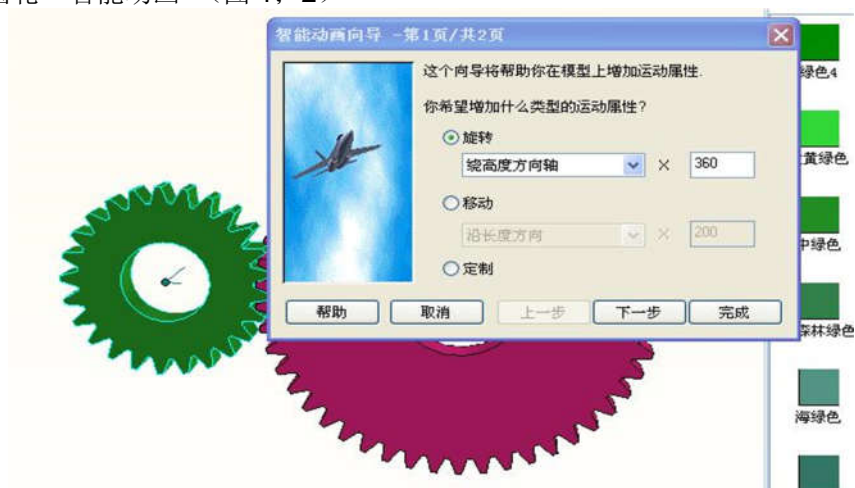 智能动画向导 -第1页/共2页
这个向导将帮助你在模型上增加运动属性.
你希望增加什么类型的运动属性?
旋转
绕高度方向轴 × 360
移动
沿长度方向 × 200
定制
帮助 取消 上一步 下一步 完成
绿色4
黄绿色
中绿色
森林绿色
海绿色